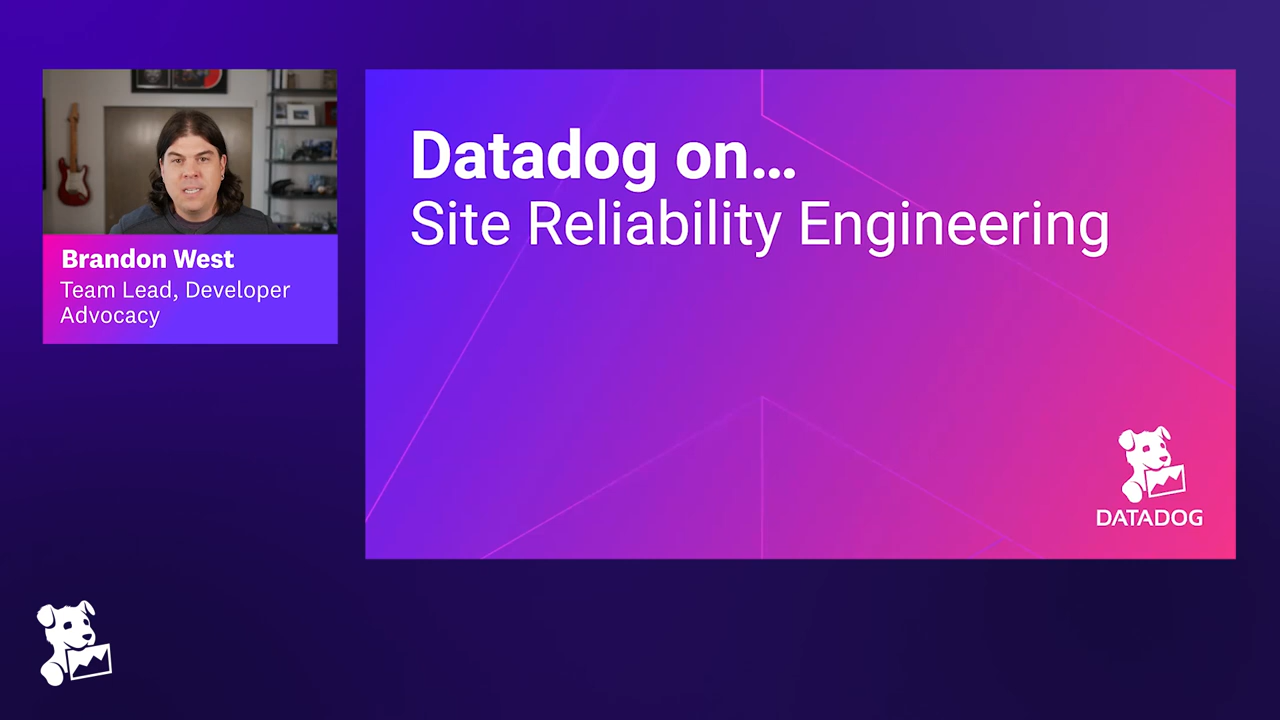 Brandon West
Team Lead, Developer
Advocacy
Datadog on...
Site Reliability Engineering
DATADOG